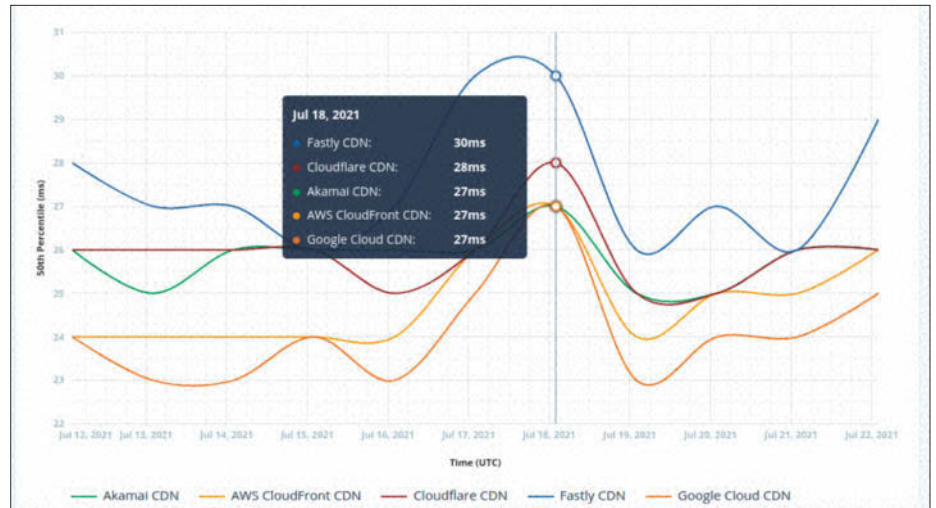 31
30
29
28
27
26
25
24
23
22
50th Percentile (ms)
Jul 18, 2021
Fastly CDN: 30ms
Cloudflare CDN: 28ms
Akamai CDN: 27ms
AWS CloudFront CDN: 27ms
Google Cloud CDN: 27ms
Jul 12, 2021 Jul 13, 2021 Jul 14, 2021 Jul 15, 2021 Jul 16, 2021 Jul 17, 2021 Jul 18, 2021 Jul 19, 2021 Jul 20, 2021 Jul 21, 2021 Jul 22, 2021
Time (UTC)
Akamai CDN AWS CloudFront CDN Cloudflare CDN Fastly CDN Google Cloud CDN